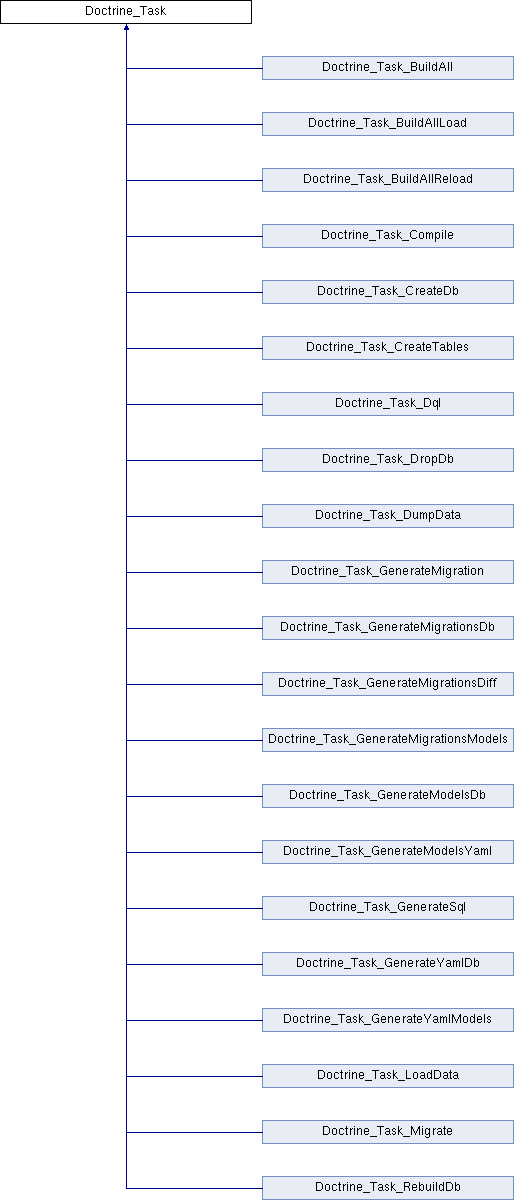 Doctrine_Task
Doctrine_Task_BuildAll
Doctrine_Task_BuildAllLoad
Doctrine_Task_BuildAllReload
Doctrine_Task_Compile
Doctrine_Task_CreateDb
Doctrine_Task_CreateTables
Doctrine_Task_Dql
Doctrine_Task_DropDb
Doctrine_Task_DumpData
Doctrine_Task_GenerateMigration
Doctrine_Task_GenerateMigrationsDb
Doctrine_Task_GenerateMigrationsDiff
Doctrine_Task_GenerateMigrationsModels
Doctrine_Task_GenerateModelsDb
Doctrine_Task_GenerateModelsYaml
Doctrine_Task_GenerateSql
Doctrine_Task_GenerateYamlDb
Doctrine_Task_GenerateYamlModels
Doctrine_Task_LoadData
Doctrine_Task_Migrate
Doctrine_Task_RebuildDb